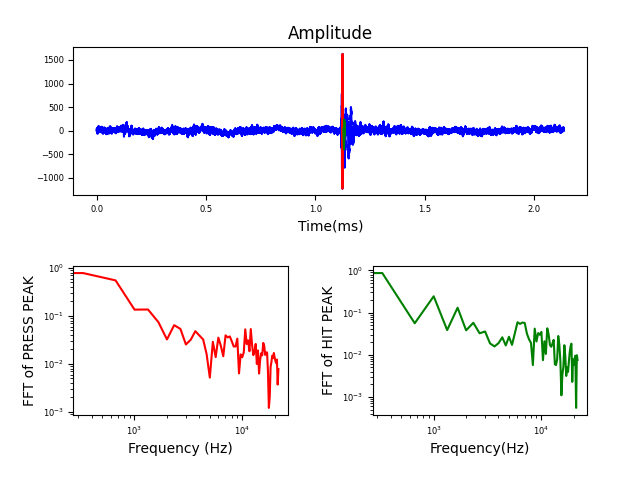 Amplitude
1500
1000
500
0
−500
−1000
0.0 0.5 1.0 1.5 2.0
Time(ms)
FFT of PRESS PEAK
10⁰
10⁻¹
10⁻²
10⁻³
10³ 10⁴
Frequency (Hz)
FFT of HIT PEAK
10⁰
10⁻¹
10⁻²
10⁻³
10³ 10⁴
Frequency(Hz)